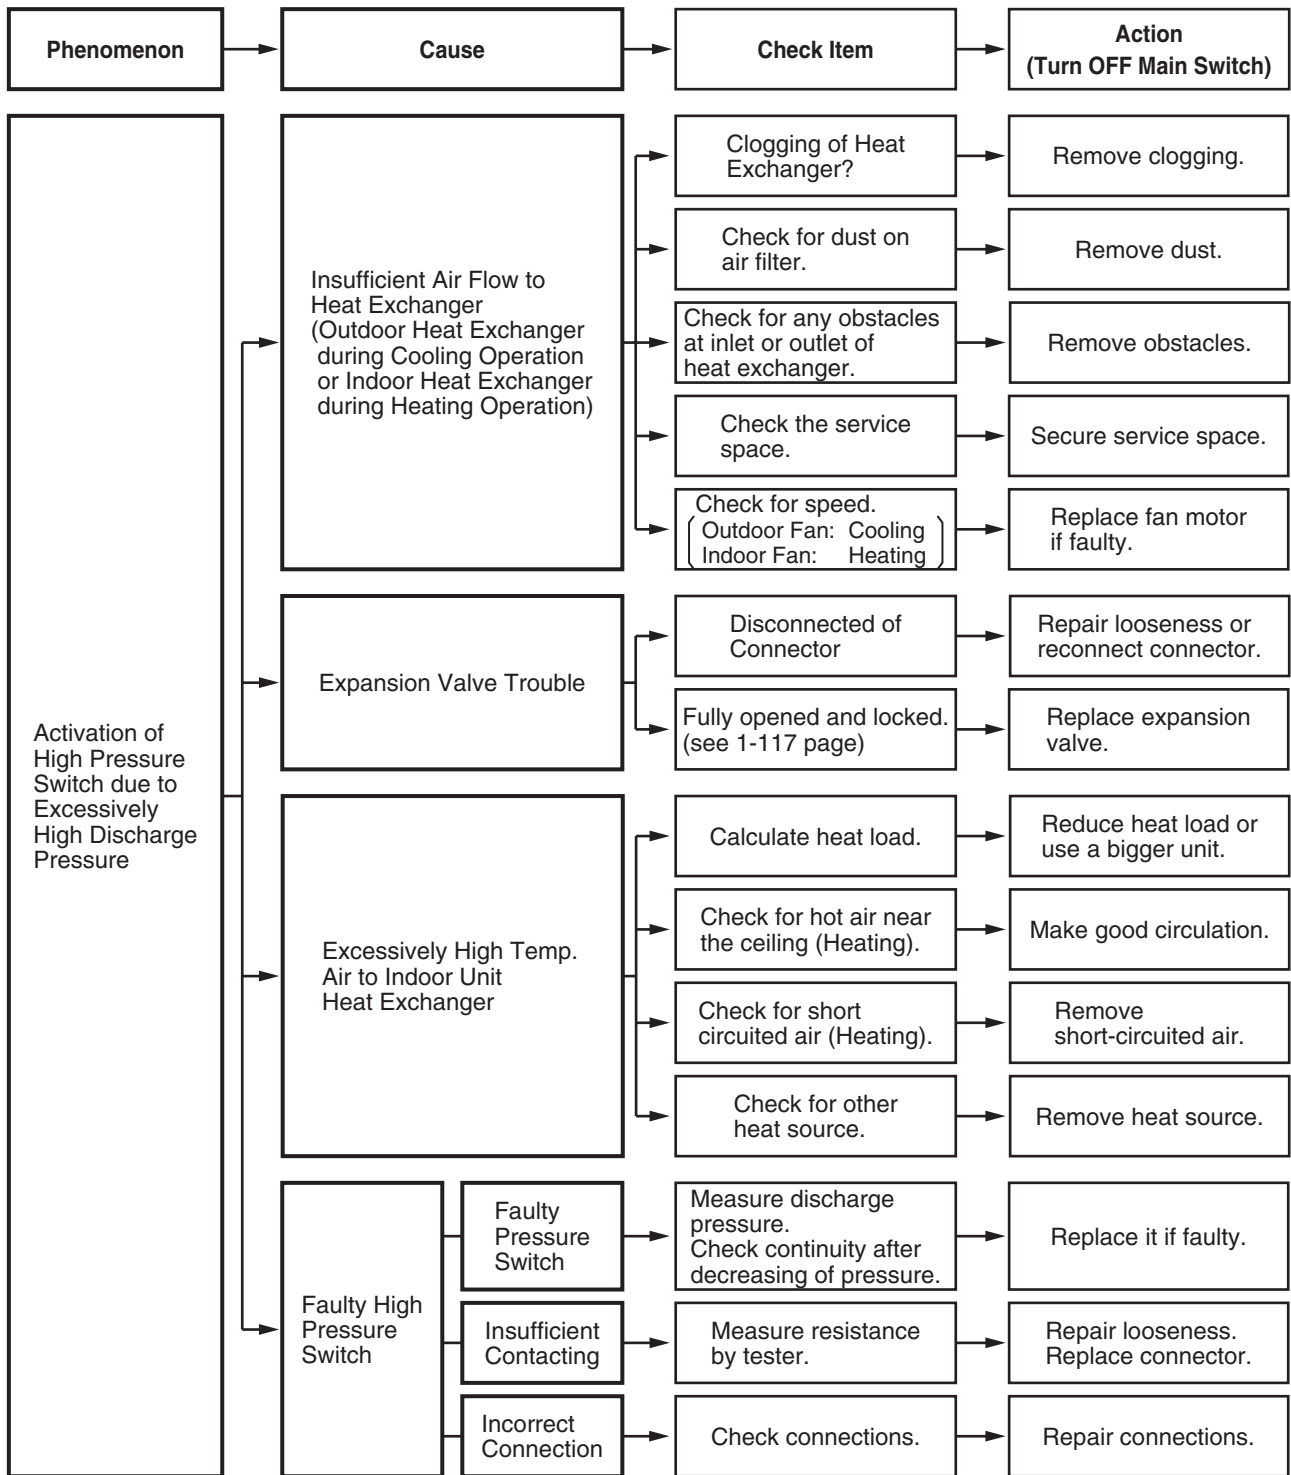 Phenomenon
Cause
Check Item
Action
(Turn OFF Main Switch)
Activation of
High Pressure
Switch due to
Excessively
High Discharge
Pressure
Insufficient Air Flow to
Heat Exchanger
(Outdoor Heat Exchanger
during Cooling Operation
or Indoor Heat Exchanger
during Heating Operation)
Clogging of Heat
Exchanger?
Remove clogging.
Check for dust on
air filter.
Remove dust.
Check for any obstacles
at inlet or outlet of
heat exchanger.
Remove obstacles.
Check the service
space.
Secure service space.
Check for speed.
Outdoor Fan: Cooling
Indoor Fan: Heating
Replace fan motor
if faulty.
Expansion Valve Trouble
Disconnected of
Connector
Repair looseness or
reconnect connector.
Fully opened and locked.
(see 1-117 page)
Replace expansion
valve.
Excessively High Temp.
Air to Indoor Unit
Heat Exchanger
Calculate heat load.
Reduce heat load or
use a bigger unit.
Check for hot air near
the ceiling (Heating).
Make good circulation.
Check for short
circuited air (Heating).
Remove
short-circuited air.
Check for other
heat source.
Remove heat source.
Faulty High
Pressure
Switch
Faulty
Pressure
Switch
Measure discharge
pressure.
Check continuity after
decreasing of pressure.
Replace it if faulty.
Insufficient
Contacting
Measure resistance
by tester.
Repair looseness.
Replace connector.
Incorrect
Connection
Check connections.
Repair connections.